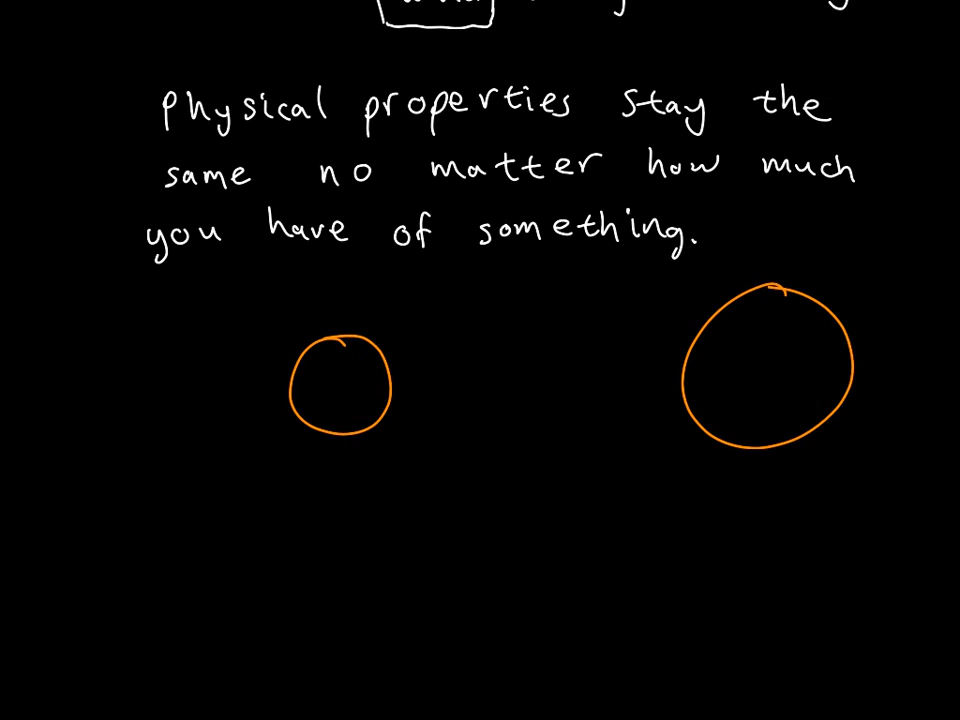 Physical properties stay the
same no matter how much
you have of something.